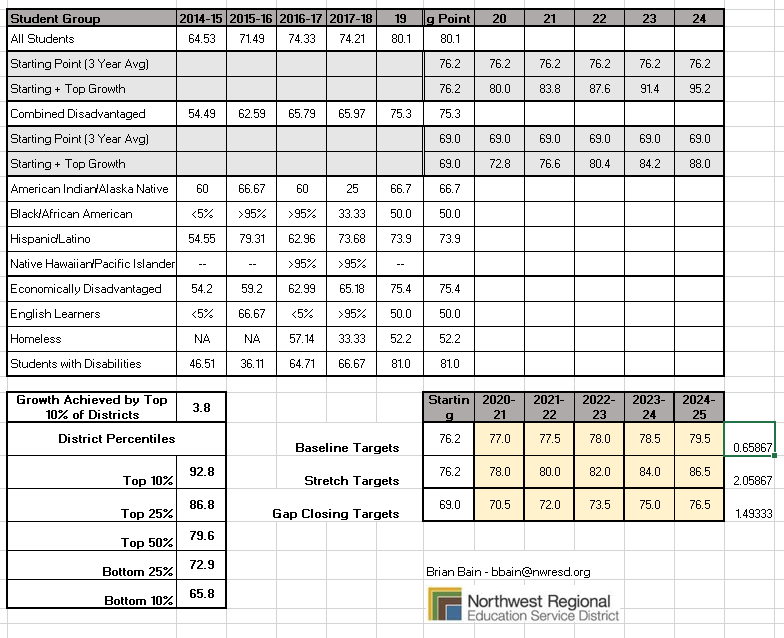 Student Group 2014-15 2015-16 2016-17 2017-18 19 g Point 20 21 22 23 24
All Students 64.53 71.49 74.33 74.21 80.1 80.1
Starting Point (3 Year Avg) 76.2 76.2 76.2 76.2 76.2 76.2
Starting + Top Growth 76.2 80.0 83.8 87.6 91.4 95.2
Combined Disadvantaged 54.49 62.59 65.79 65.97 75.3 75.3
Starting Point (3 Year Avg) 69.0 69.0 69.0 69.0 69.0 69.0
Starting + Top Growth 69.0 72.8 76.6 80.4 84.2 88.0
American Indian/Alaska Native 60 66.67 60 25 66.7 66.7
Black/African American <5% >95% >95% 33.33 50.0 50.0
Hispanic/Latino 54.55 79.31 62.96 73.68 73.9 73.9
Native Hawaiian/Pacific Islander -- -- >95% >95% --
Economically Disadvantaged 54.2 59.2 62.99 65.18 75.4 75.4
English Learners <5% 66.67 <5% >95% 50.0 50.0
Homeless NA NA 57.14 33.33 52.2 52.2
Students with Disabilities 46.51 36.11 64.71 66.67 81.0 81.0
Growth Achieved by Top
10% of Districts 3.8
District Percentiles
Top 10% 92.8
Top 25% 86.8
Top 50% 79.6
Bottom 25% 72.9
Bottom 10% 65.8
Startin 2020- 2021- 2022- 2023- 2024-
g 21 22 23 24 25
Baseline Targets 76.2 77.0 77.5 78.0 78.5 79.5 0.65867
Stretch Targets 76.2 78.0 80.0 82.0 84.0 86.5 2.05867
Gap Closing Targets 69.0 70.5 72.0 73.5 75.0 76.5 1.49333
Brian Bain - bbain@nwresd.org
Northwest Regional
Education Service District